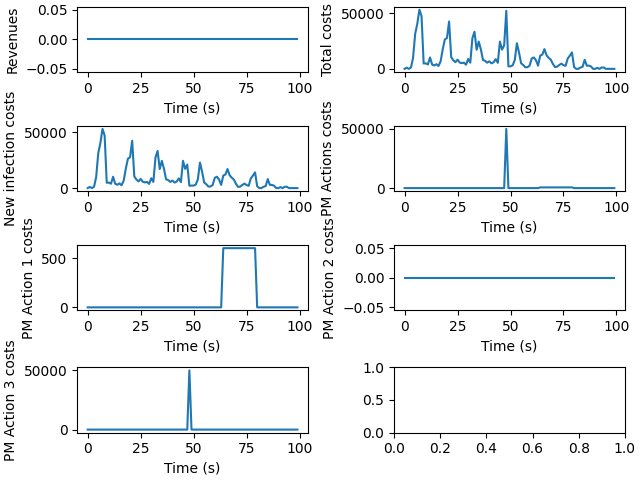 Revenues
0.05
0.00
−0.05
0 25 50 75 100
Time (s)
Total costs
50000
0
0 25 50 75 100
Time (s)
New infection costs
50000
0
0 25 50 75 100
Time (s)
PM Actions costs
50000
0
0 25 50 75 100
Time (s)
PM Action 1 costs
500
0
0 25 50 75 100
Time (s)
PM Action 2 costs
0.05
0.00
−0.05
0 25 50 75 100
Time (s)
PM Action 3 costs
50000
0
0 25 50 75 100
Time (s)
1.0
0.5
0.0
0.0 0.2 0.4 0.6 0.8 1.0